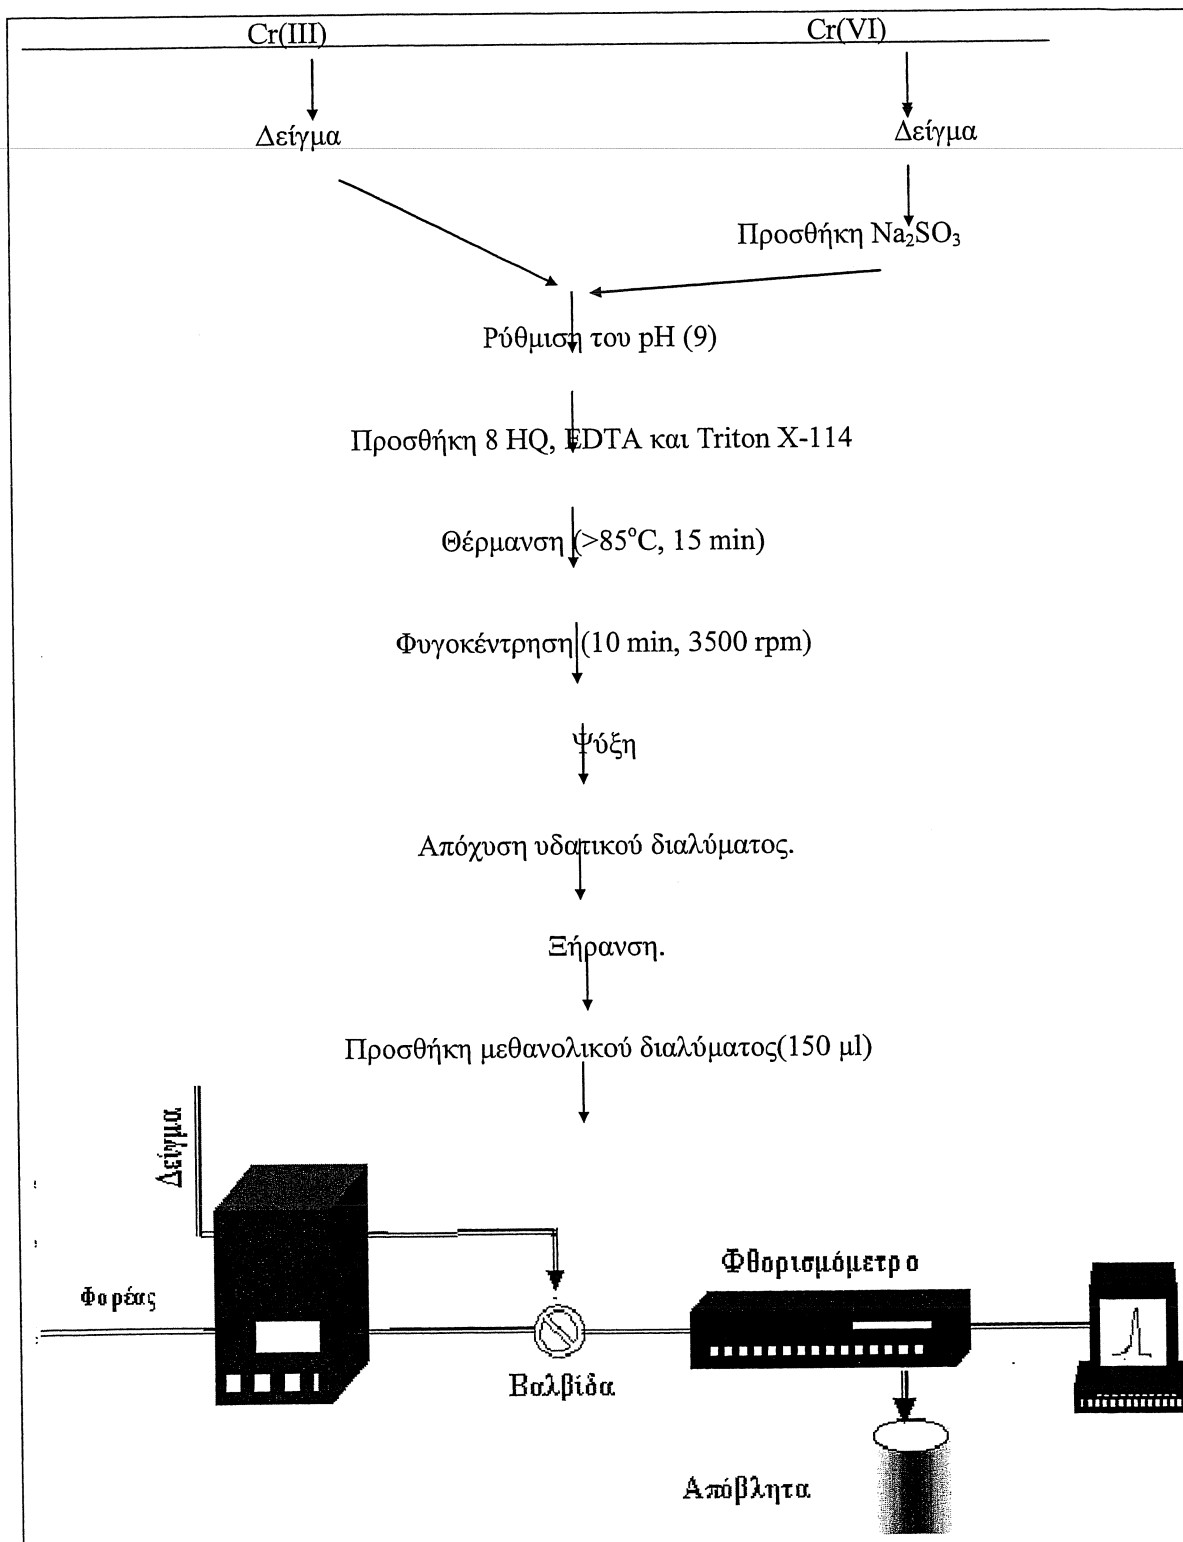 Cr(III) Cr(VI)
Δείγμα Δείγμα
Προσθήκη Na₂SO₃
Ρύθμιση του pH (9)
Προσθήκη 8 HQ, EDTA και Triton X-114
Θέρμανση (>85°C, 15 min)
Φυγοκέντρηση (10 min, 3500 rpm)
Ψύξη
Απόχυση υδατικού διαλύματος.
Ξήρανση.
Προσθήκη μεθανολικού διαλύματος(150 μl)
Δείγμα
Φθορισμόμετρο
Φορέας
Βαλβίδα
Απόβλητα